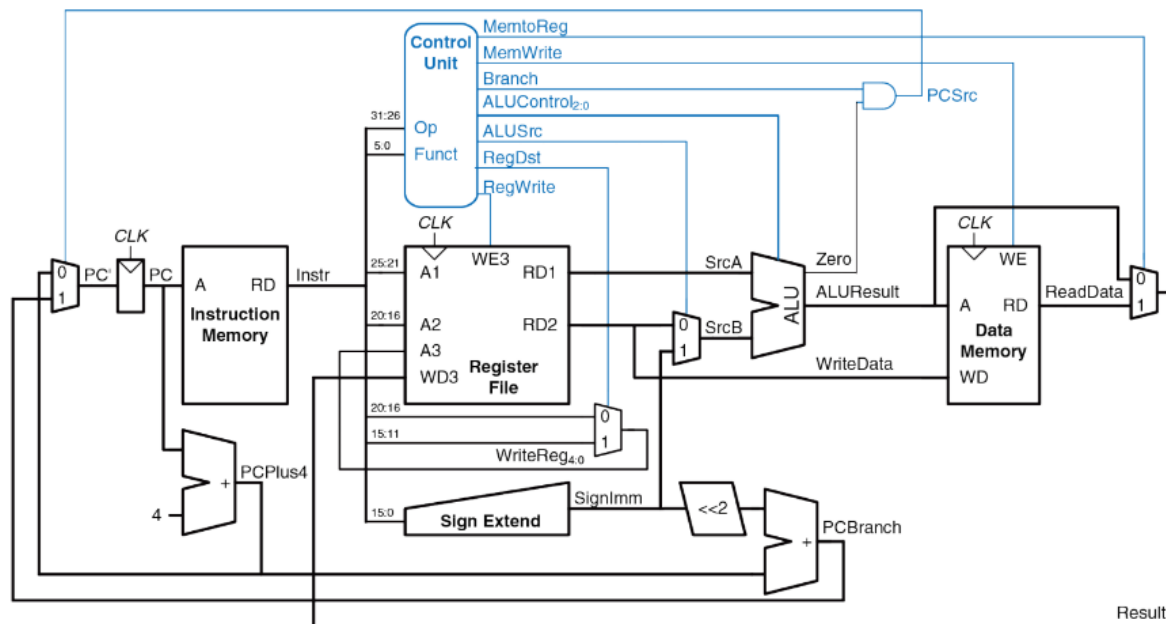 MemtoReg
Control Unit
MemWrite
Branch
PCSrc
ALUControl2:0
31:26
Op
ALUSrc
5:0
Funct
RegDst
RegWrite
CLK
CLK
CLK
0
1
PC'
PC
A
RD
Instruction Memory
Instr
25:21
A1
WE3
RD1
SrcA
Zero
WE
0
1
20:16
A2
RD2
0
1
SrcB
ALU
ALUResult
A
RD
ReadData
A3
Data Memory
WD3
Register File
WriteData
WD
20:16
0
15:11
1
WriteReg4:0
PCPlus4
+
4
15:0
Sign Extend
SignImm
<<2
+
PCBranch
Result